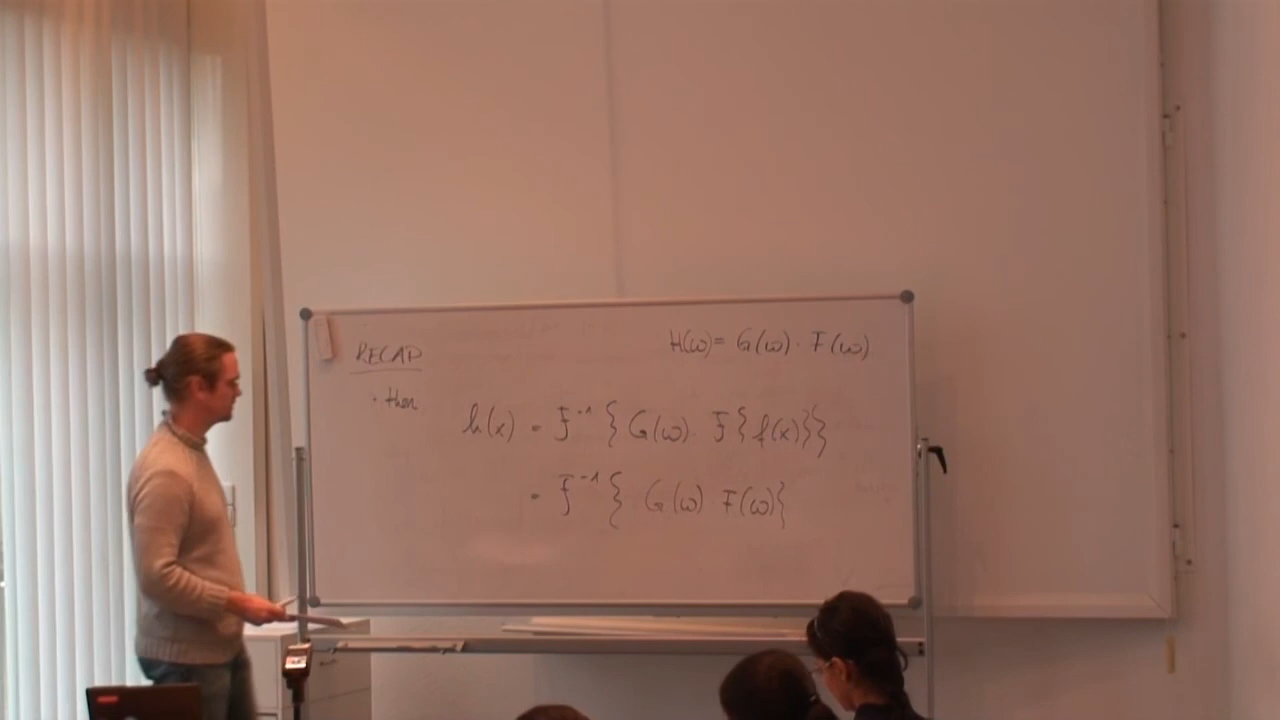 RECAP
H(ω) = G(ω) · F(ω)
· then
h(x) = F⁻¹ { G(ω) · F{f(x)}}
= F⁻¹ { G(ω) F(ω)}